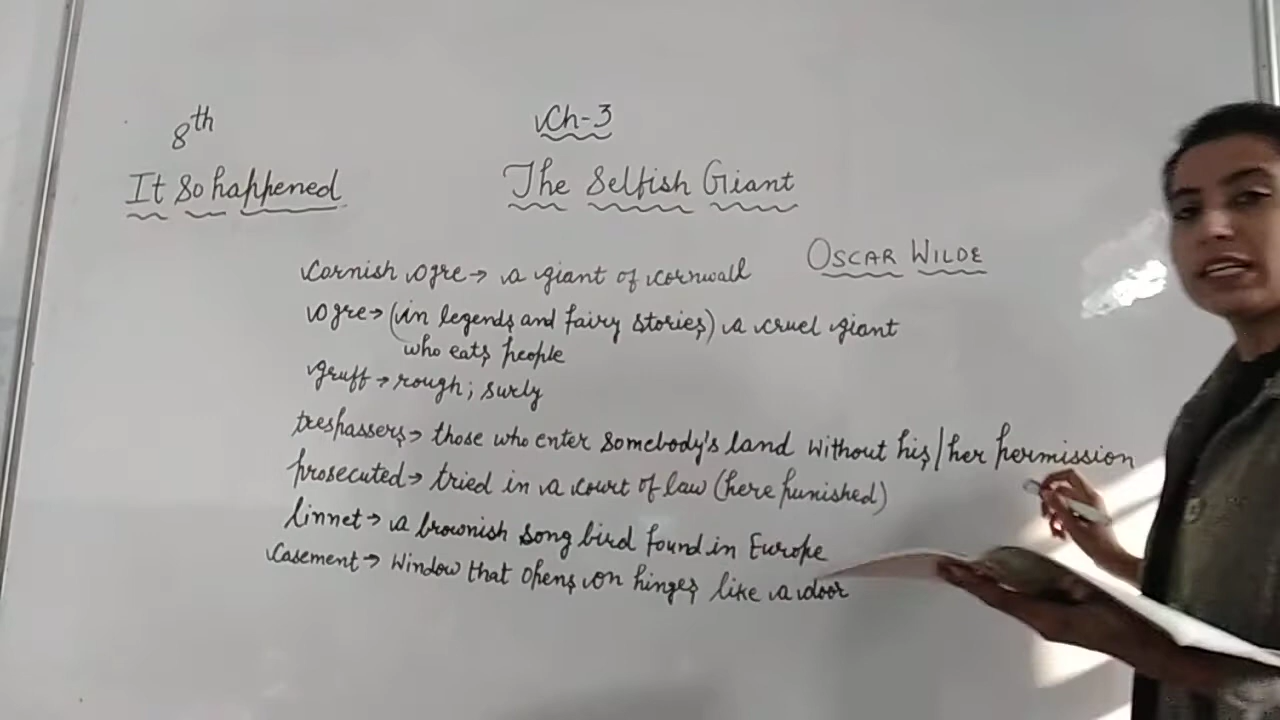 8th
Ch-3
It so happened
The Selfish Giant
OSCAR WILDE
Cornish ogre→ a giant of cornwall
ogre→ (in legends and fairy stories) a cruel giant
who eats people
gruff→ rough; surly
trespassers→ those who enter somebody's land without his/her permission
prosecuted→ tried in a court of law (here punished)
linnet→ a brownish song bird found in Europe
casement→ Window that opens on hinges like a door